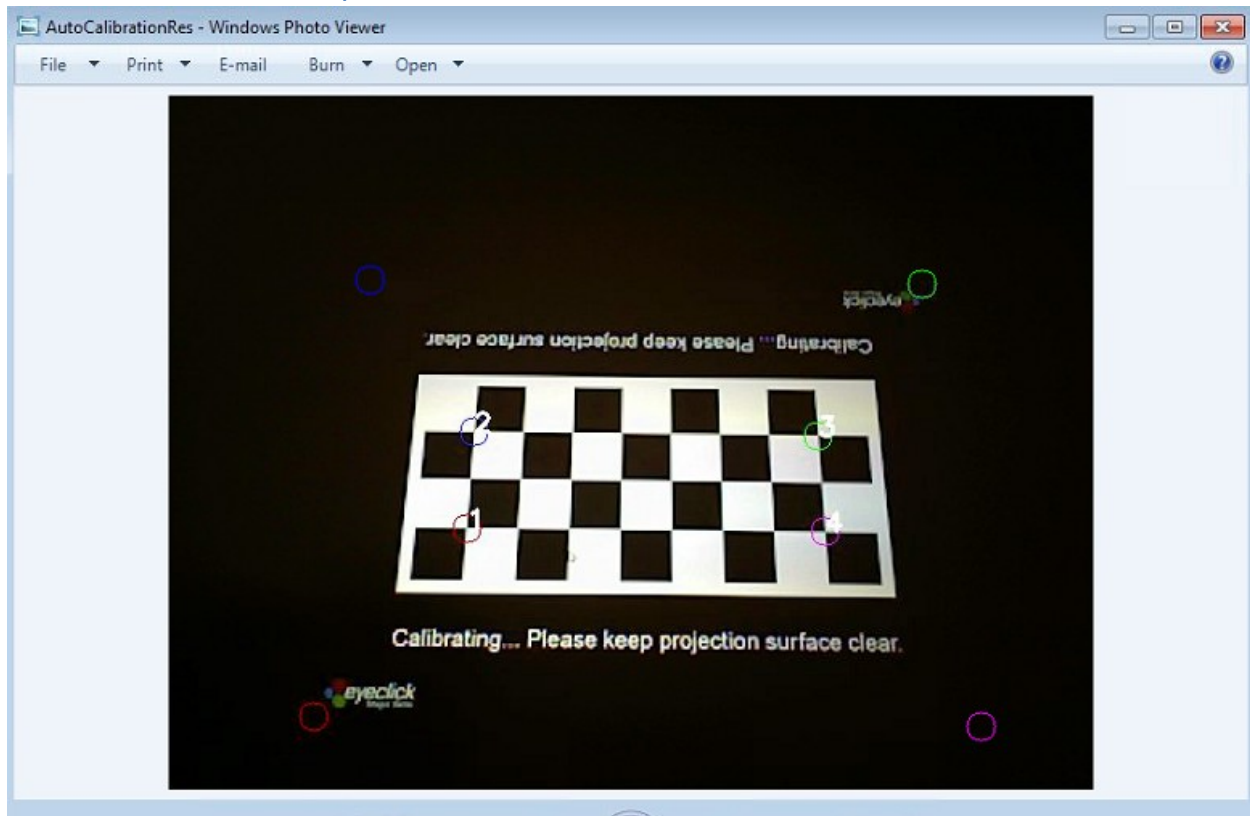 AutoCalibrationRes - Windows Photo Viewer
File Print E-mail Burn Open
eyeclick
Calibrating... Please keep projection surface clear.
2 3
1 4
Calibrating... Please keep projection surface clear.
eyeclick